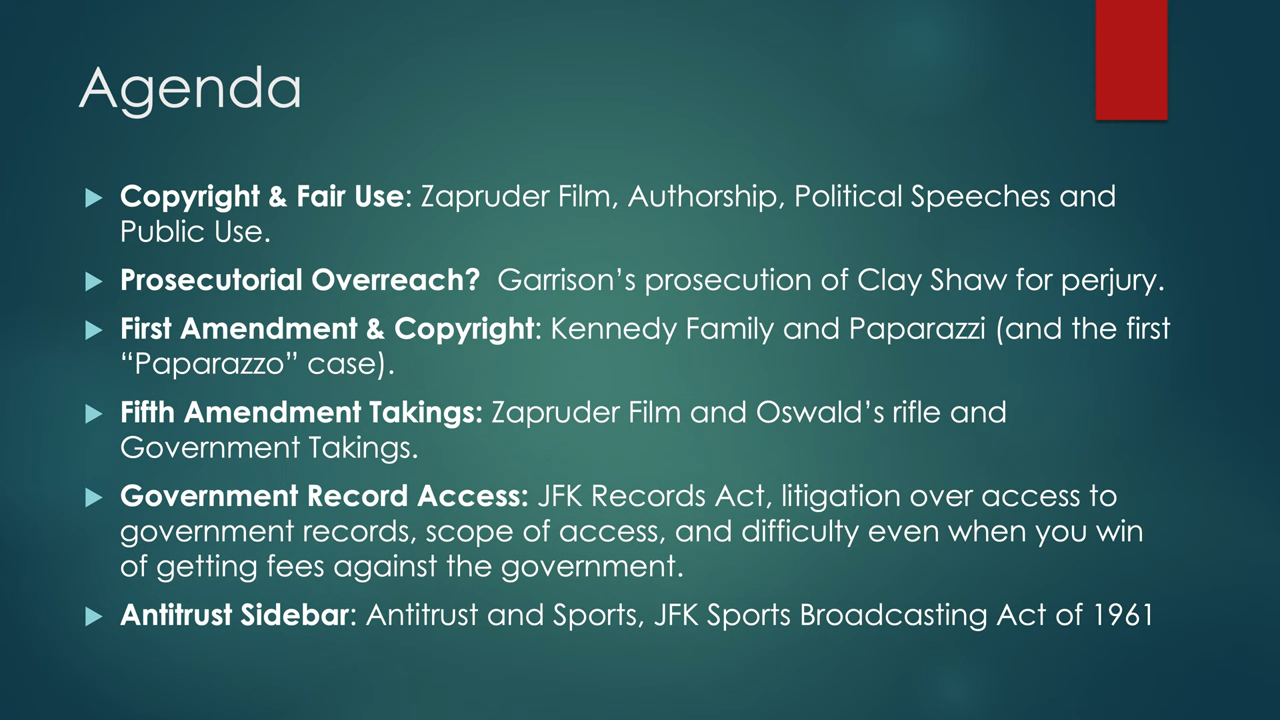 Agenda
Copyright & Fair Use: Zapruder Film, Authorship, Political Speeches and
Public Use.
Prosecutorial Overreach?  Garrison’s prosecution of Clay Shaw for perjury.
First Amendment & Copyright: Kennedy Family and Paparazzi (and the first
“Paparazzo” case).
Fifth Amendment Takings: Zapruder Film and Oswald’s rifle and
Government Takings.
Government Record Access: JFK Records Act, litigation over access to
government records, scope of access, and difficulty even when you win
of getting fees against the government.
Antitrust Sidebar: Antitrust and Sports, JFK Sports Broadcasting Act of 1961